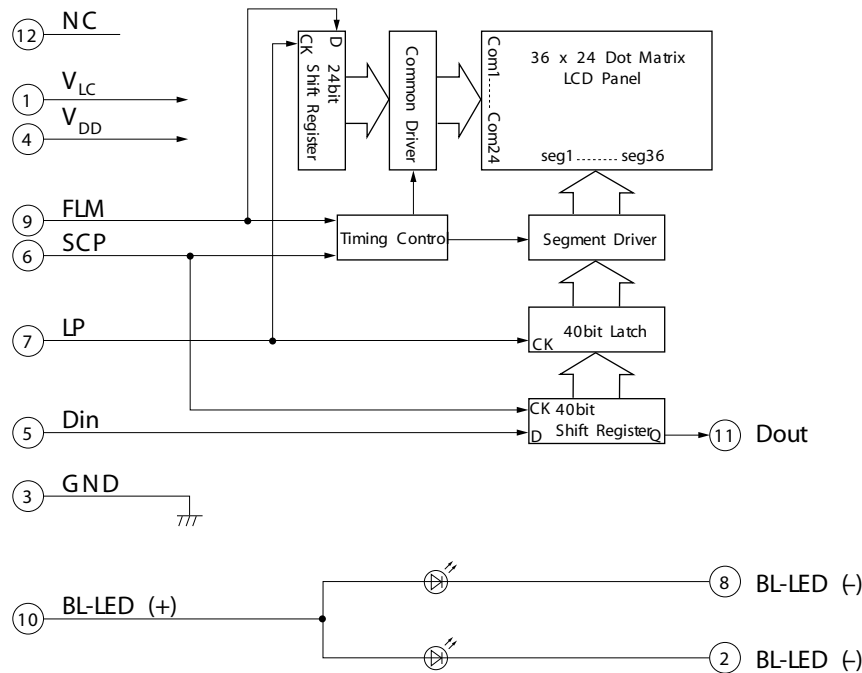 12 NC
1 VLC
4 VDD
9 FLM
6 SCP
7 LP
5 Din
3 GND
10 BL-LED (+)
D
CK
24bit
Shift Register
Common Driver
Com1........Com24
36 x 24 Dot Matrix
LCD Panel
seg1 ........ seg36
Timing Control
Segment Driver
40bit Latch
CK
CK 40bit
D Shift Register Q
11 Dout
8 BL-LED (–)
2 BL-LED (–)